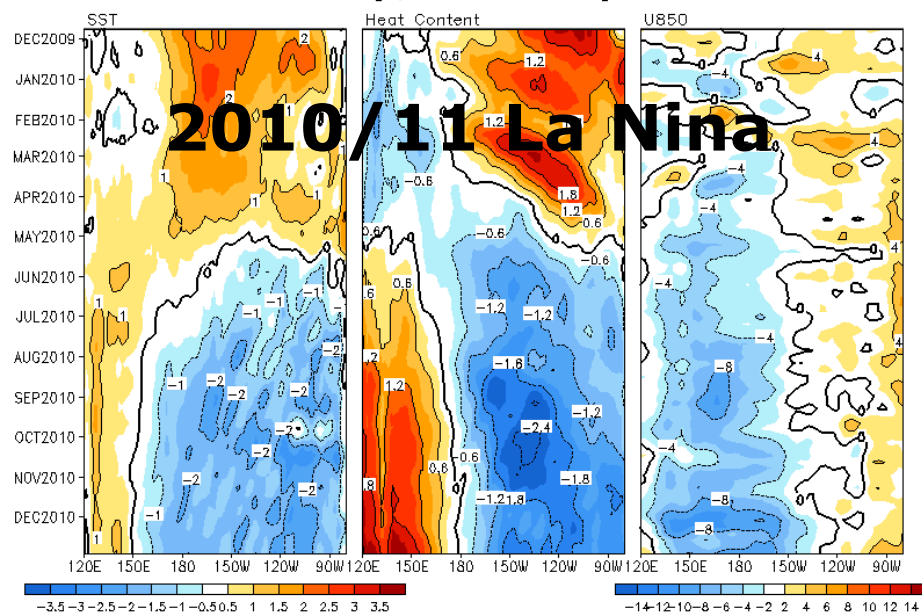 SST Heat Content U850
2010/11 La Nina
DEC2009
JAN2010
FEB2010
MAR2010
APR2010
MAY2010
JUN2010
JUL2010
AUG2010
SEP2010
OCT2010
NOV2010
DEC2010
120E 150E 180 150W 120W 90W 120E 150E 180 150W 120W 90W 120E 150E 180 150W 120W 90W
-3.5 -3 -2.5 -2 -1.5 -1 -0.5 0.5 1 1.5 2 2.5 3 3.5
-14 -12 -10 -8 -6 -4 -2 2 4 6 8 10 12 14